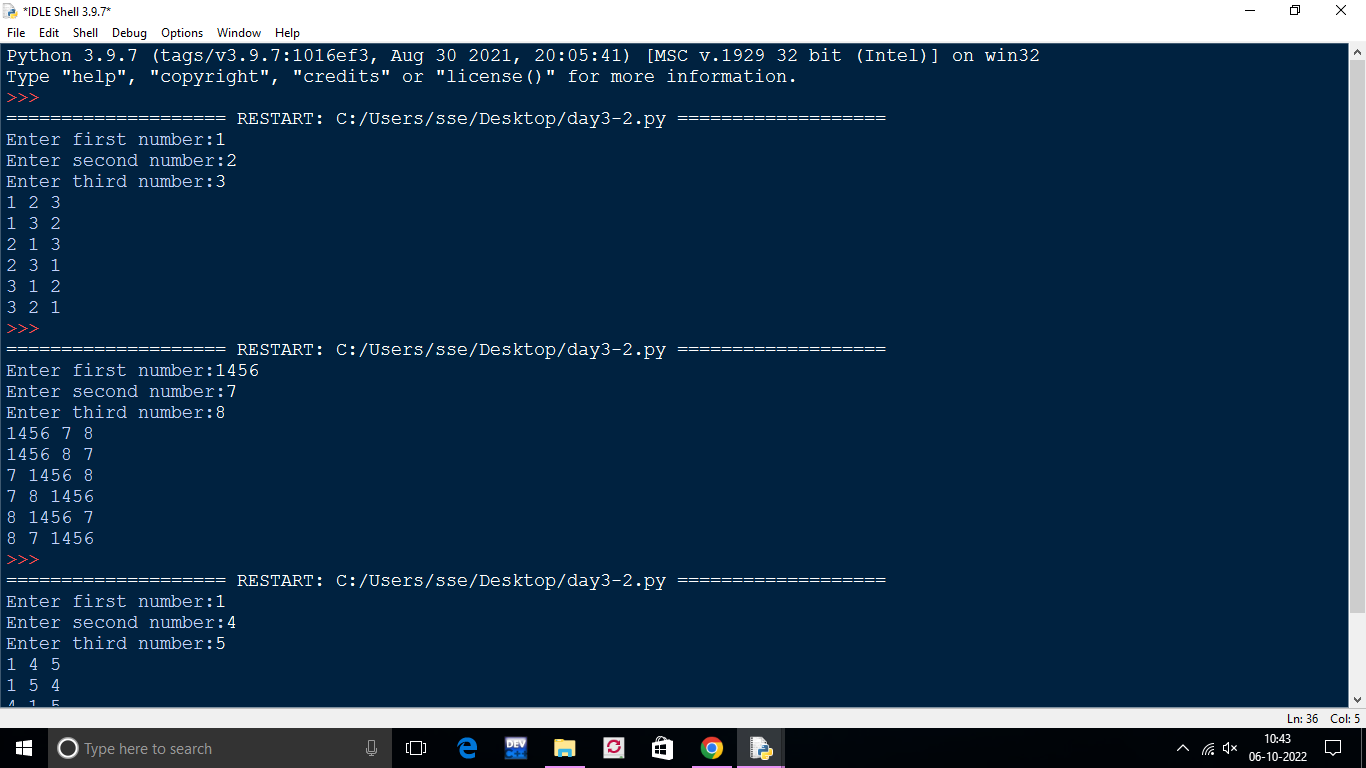 *IDLE Shell 3.9.7*
File Edit Shell Debug Options Window Help
Python 3.9.7 (tags/v3.9.7:1016ef3, Aug 30 2021, 20:05:41) [MSC v.1929 32 bit (Intel)] on win32
Type "help", "copyright", "credits" or "license()" for more information.
>>>
==================== RESTART: C:/Users/sse/Desktop/day3-2.py ===================
Enter first number:1
Enter second number:2
Enter third number:3
1 2 3
1 3 2
2 1 3
2 3 1
3 1 2
3 2 1
>>>
==================== RESTART: C:/Users/sse/Desktop/day3-2.py ===================
Enter first number:1456
Enter second number:7
Enter third number:8
1456 7 8
1456 8 7
7 1456 8
7 8 1456
8 1456 7
8 7 1456
>>>
==================== RESTART: C:/Users/sse/Desktop/day3-2.py ===================
Enter first number:1
Enter second number:4
Enter third number:5
1 4 5
1 5 4
4 1 5
Ln: 36 Col: 5
Type here to search
DEV
C++
10:43
06-10-2022